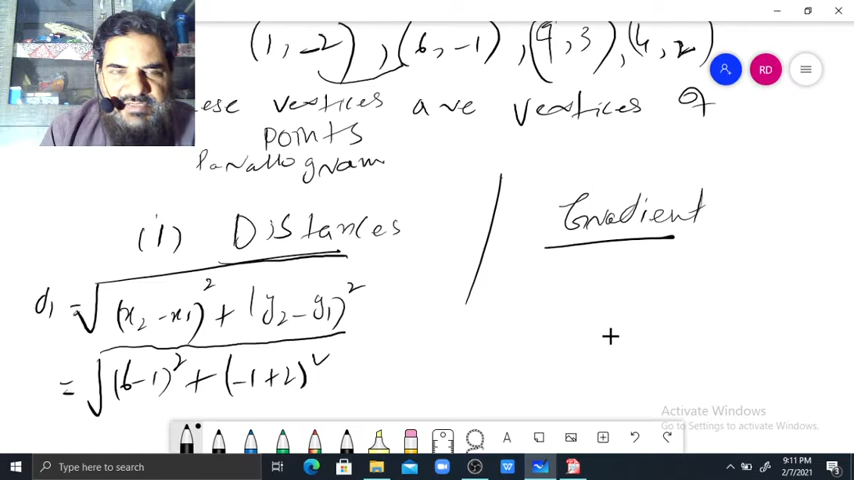 (1, -2), (6, -1), (9, 3), (4, 2)
RD
ese vertices are vertices of
points
Parallogram
(1) Distances / Gradient
d₁ = √(x₂ - x₁)² + (y₂ - y₁)²
= √(6-1)² + (-1+2)²
Activate Windows
Go to Settings to activate Windows.
Type here to search
9:11 PM
2/7/2021
3